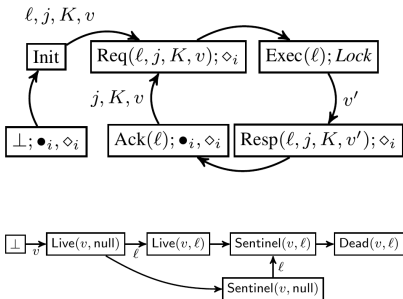 ℓ, j, K, v
Init
Req(ℓ, j, K, v); ⋄ᵢ
Exec(ℓ); Lock
j, K, v
v′
⊥; •ᵢ, ⋄ᵢ
Ack(ℓ); •ᵢ, ⋄ᵢ
Resp(ℓ, j, K, v′); ⋄ᵢ
⊥
v
Live(v, null)
ℓ
Live(v, ℓ)
Sentinel(v, ℓ)
Dead(v, ℓ)
ℓ
Sentinel(v, null)